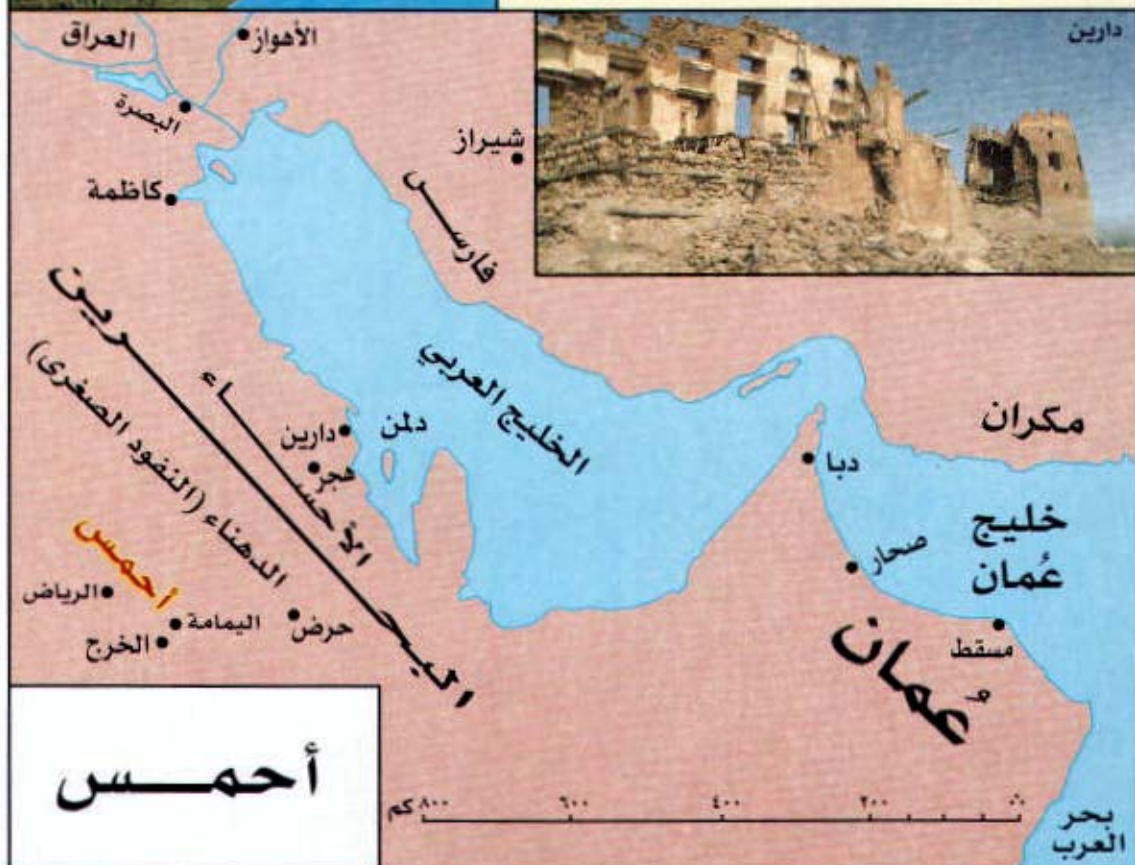 العراق
الأهواز
دارين
البصرة
شيراز
كاظمة
فارس
البحرين
الأحساء
الدهناء (النفود الصغرى)
الخليج العربي
دلمن
دارين
هجر
مكران
دبا
خليج
عُمان
صحار
مسقط
عُمان
أحمس
الرياض
اليمامة
الخرج
حرض
أحمس
٨٠٠ كم
٦٠٠
٤٠٠
٢٠٠
بحر
العرب